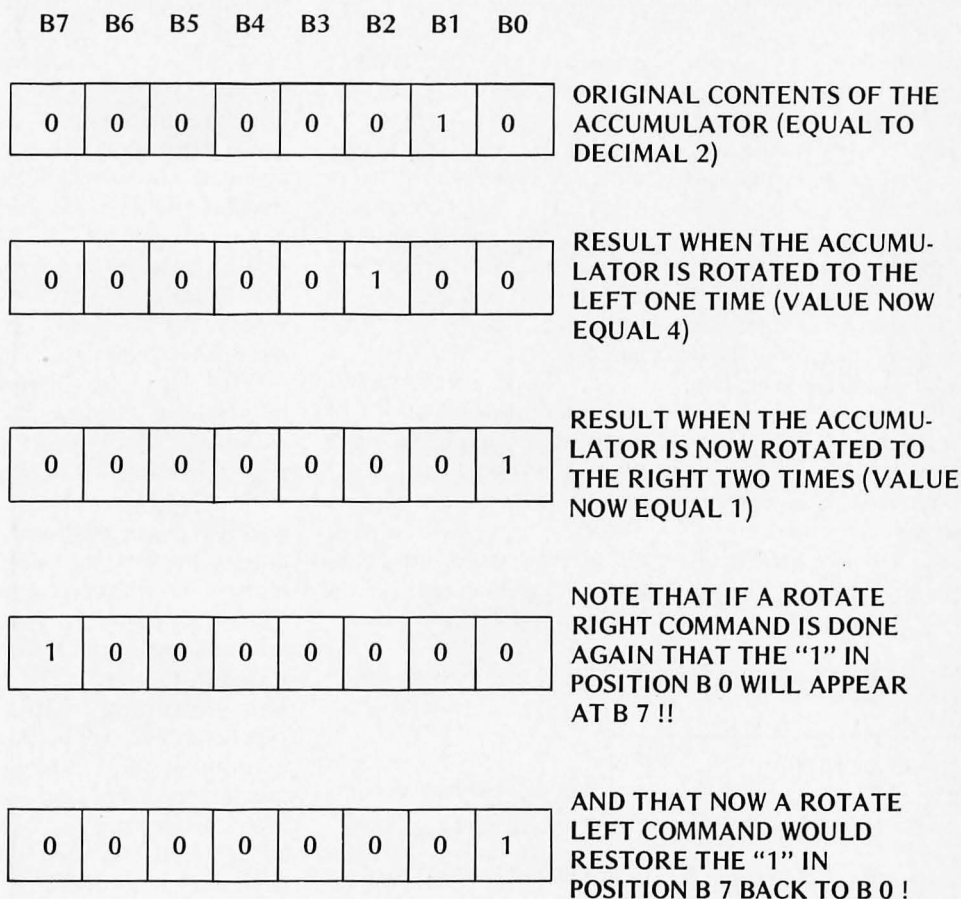 B7 B6 B5 B4 B3 B2 B1 B0
0 0 0 0 0 0 1 0
ORIGINAL CONTENTS OF THE
ACCUMULATOR (EQUAL TO
DECIMAL 2)
0 0 0 0 0 1 0 0
RESULT WHEN THE ACCUMU-
LATOR IS ROTATED TO THE
LEFT ONE TIME (VALUE NOW
EQUAL 4)
0 0 0 0 0 0 0 1
RESULT WHEN THE ACCUMU-
LATOR IS NOW ROTATED TO
THE RIGHT TWO TIMES (VALUE
NOW EQUAL 1)
1 0 0 0 0 0 0 0
NOTE THAT IF A ROTATE
RIGHT COMMAND IS DONE
AGAIN THAT THE “1” IN
POSITION B 0 WILL APPEAR
AT B 7 !!
0 0 0 0 0 0 0 1
AND THAT NOW A ROTATE
LEFT COMMAND WOULD
RESTORE THE “1” IN
POSITION B 7 BACK TO B 0 !